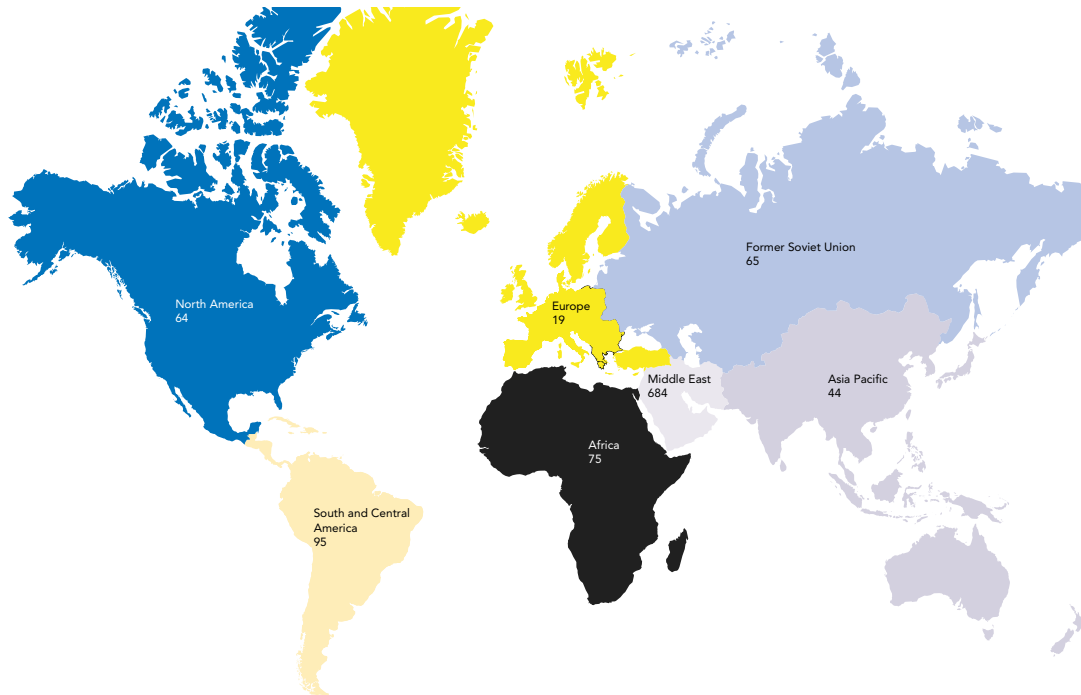 Former Soviet Union
65
North America
64
Europe
19
Middle East
684
Asia Pacific
44
Africa
75
South and Central
America
95